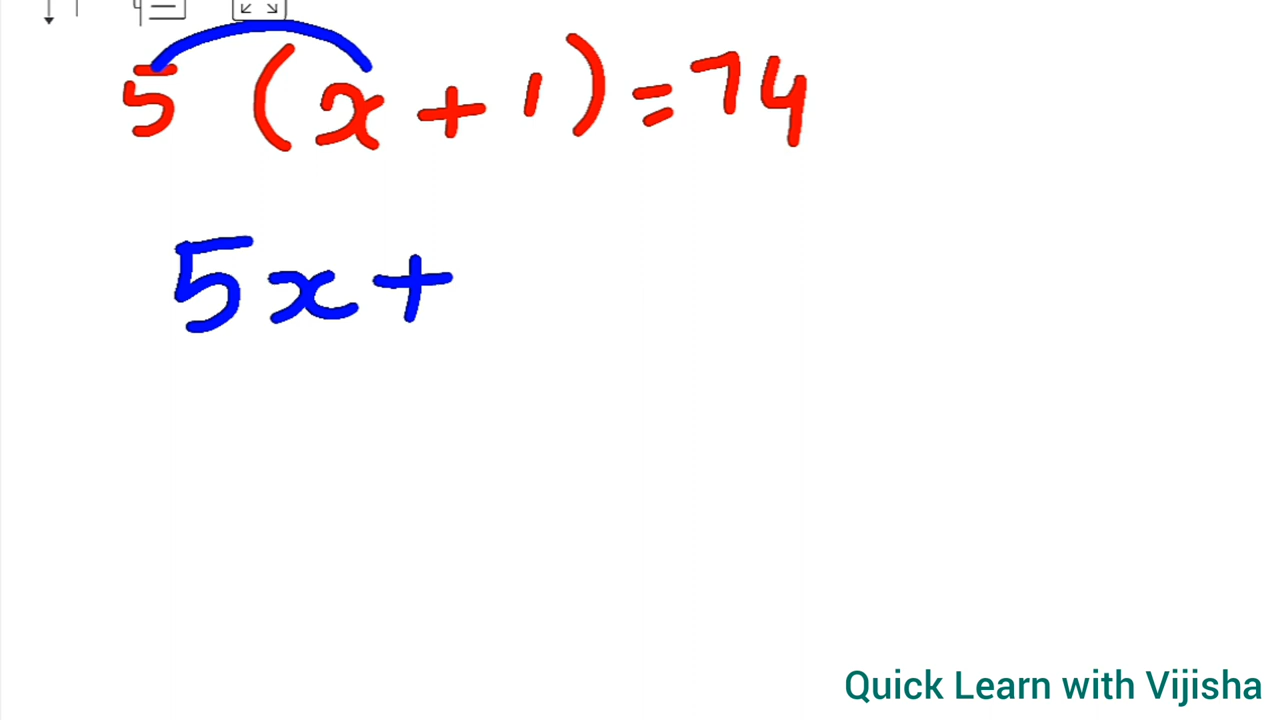 5 (x + 1) = 74
5x +
Quick Learn with Vijisha